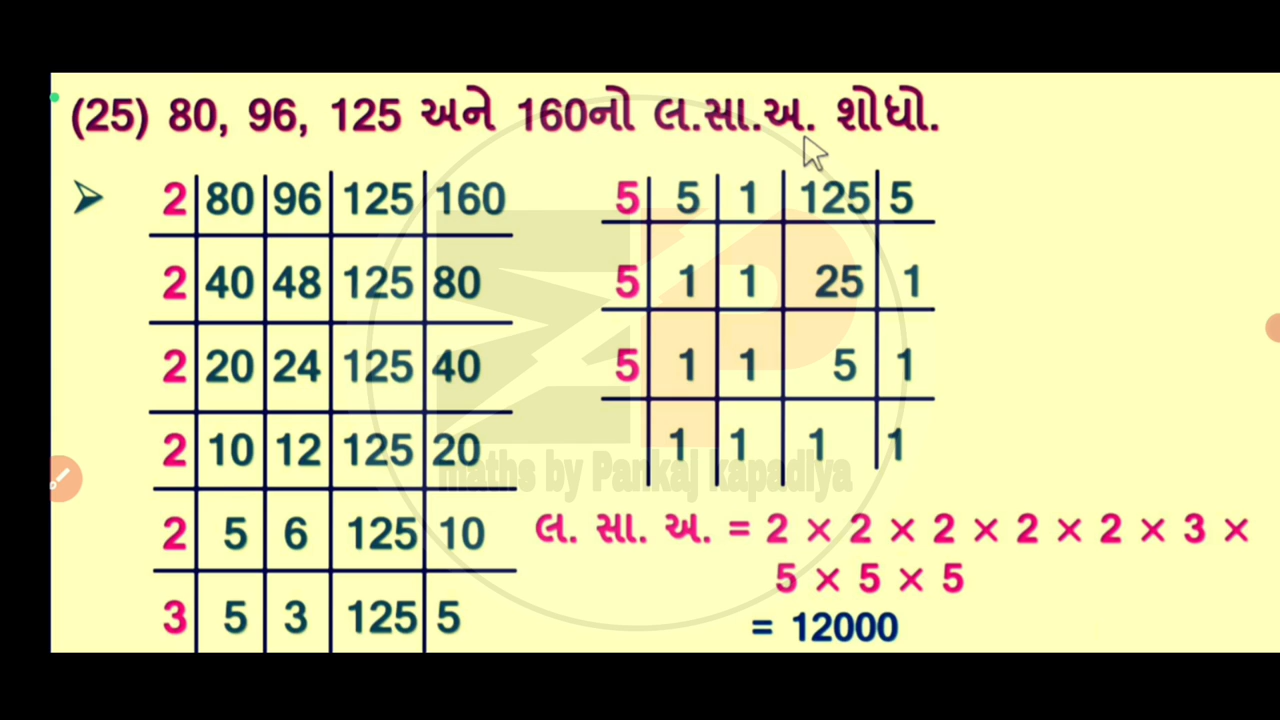 (25) 80, 96, 125 અને 160નો લ.સા.અ. શોધો.
➢ 2 80 96 125 160
2 40 48 125 80
2 20 24 125 40
2 10 12 125 20
2 5 6 125 10
3 5 3 125 5
5 5 1 125 5
5 1 1 25 1
5 1 1 5 1
1 1 1 1
maths by Pankaj kapadiya
લ. સા. અ. = 2 × 2 × 2 × 2 × 2 × 3 ×
5 × 5 × 5
= 12000